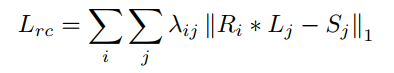 L_{rc} = \sum_{i} \sum_{j} \lambda_{ij} \left\| R_i * L_j - S_j \right\|_1